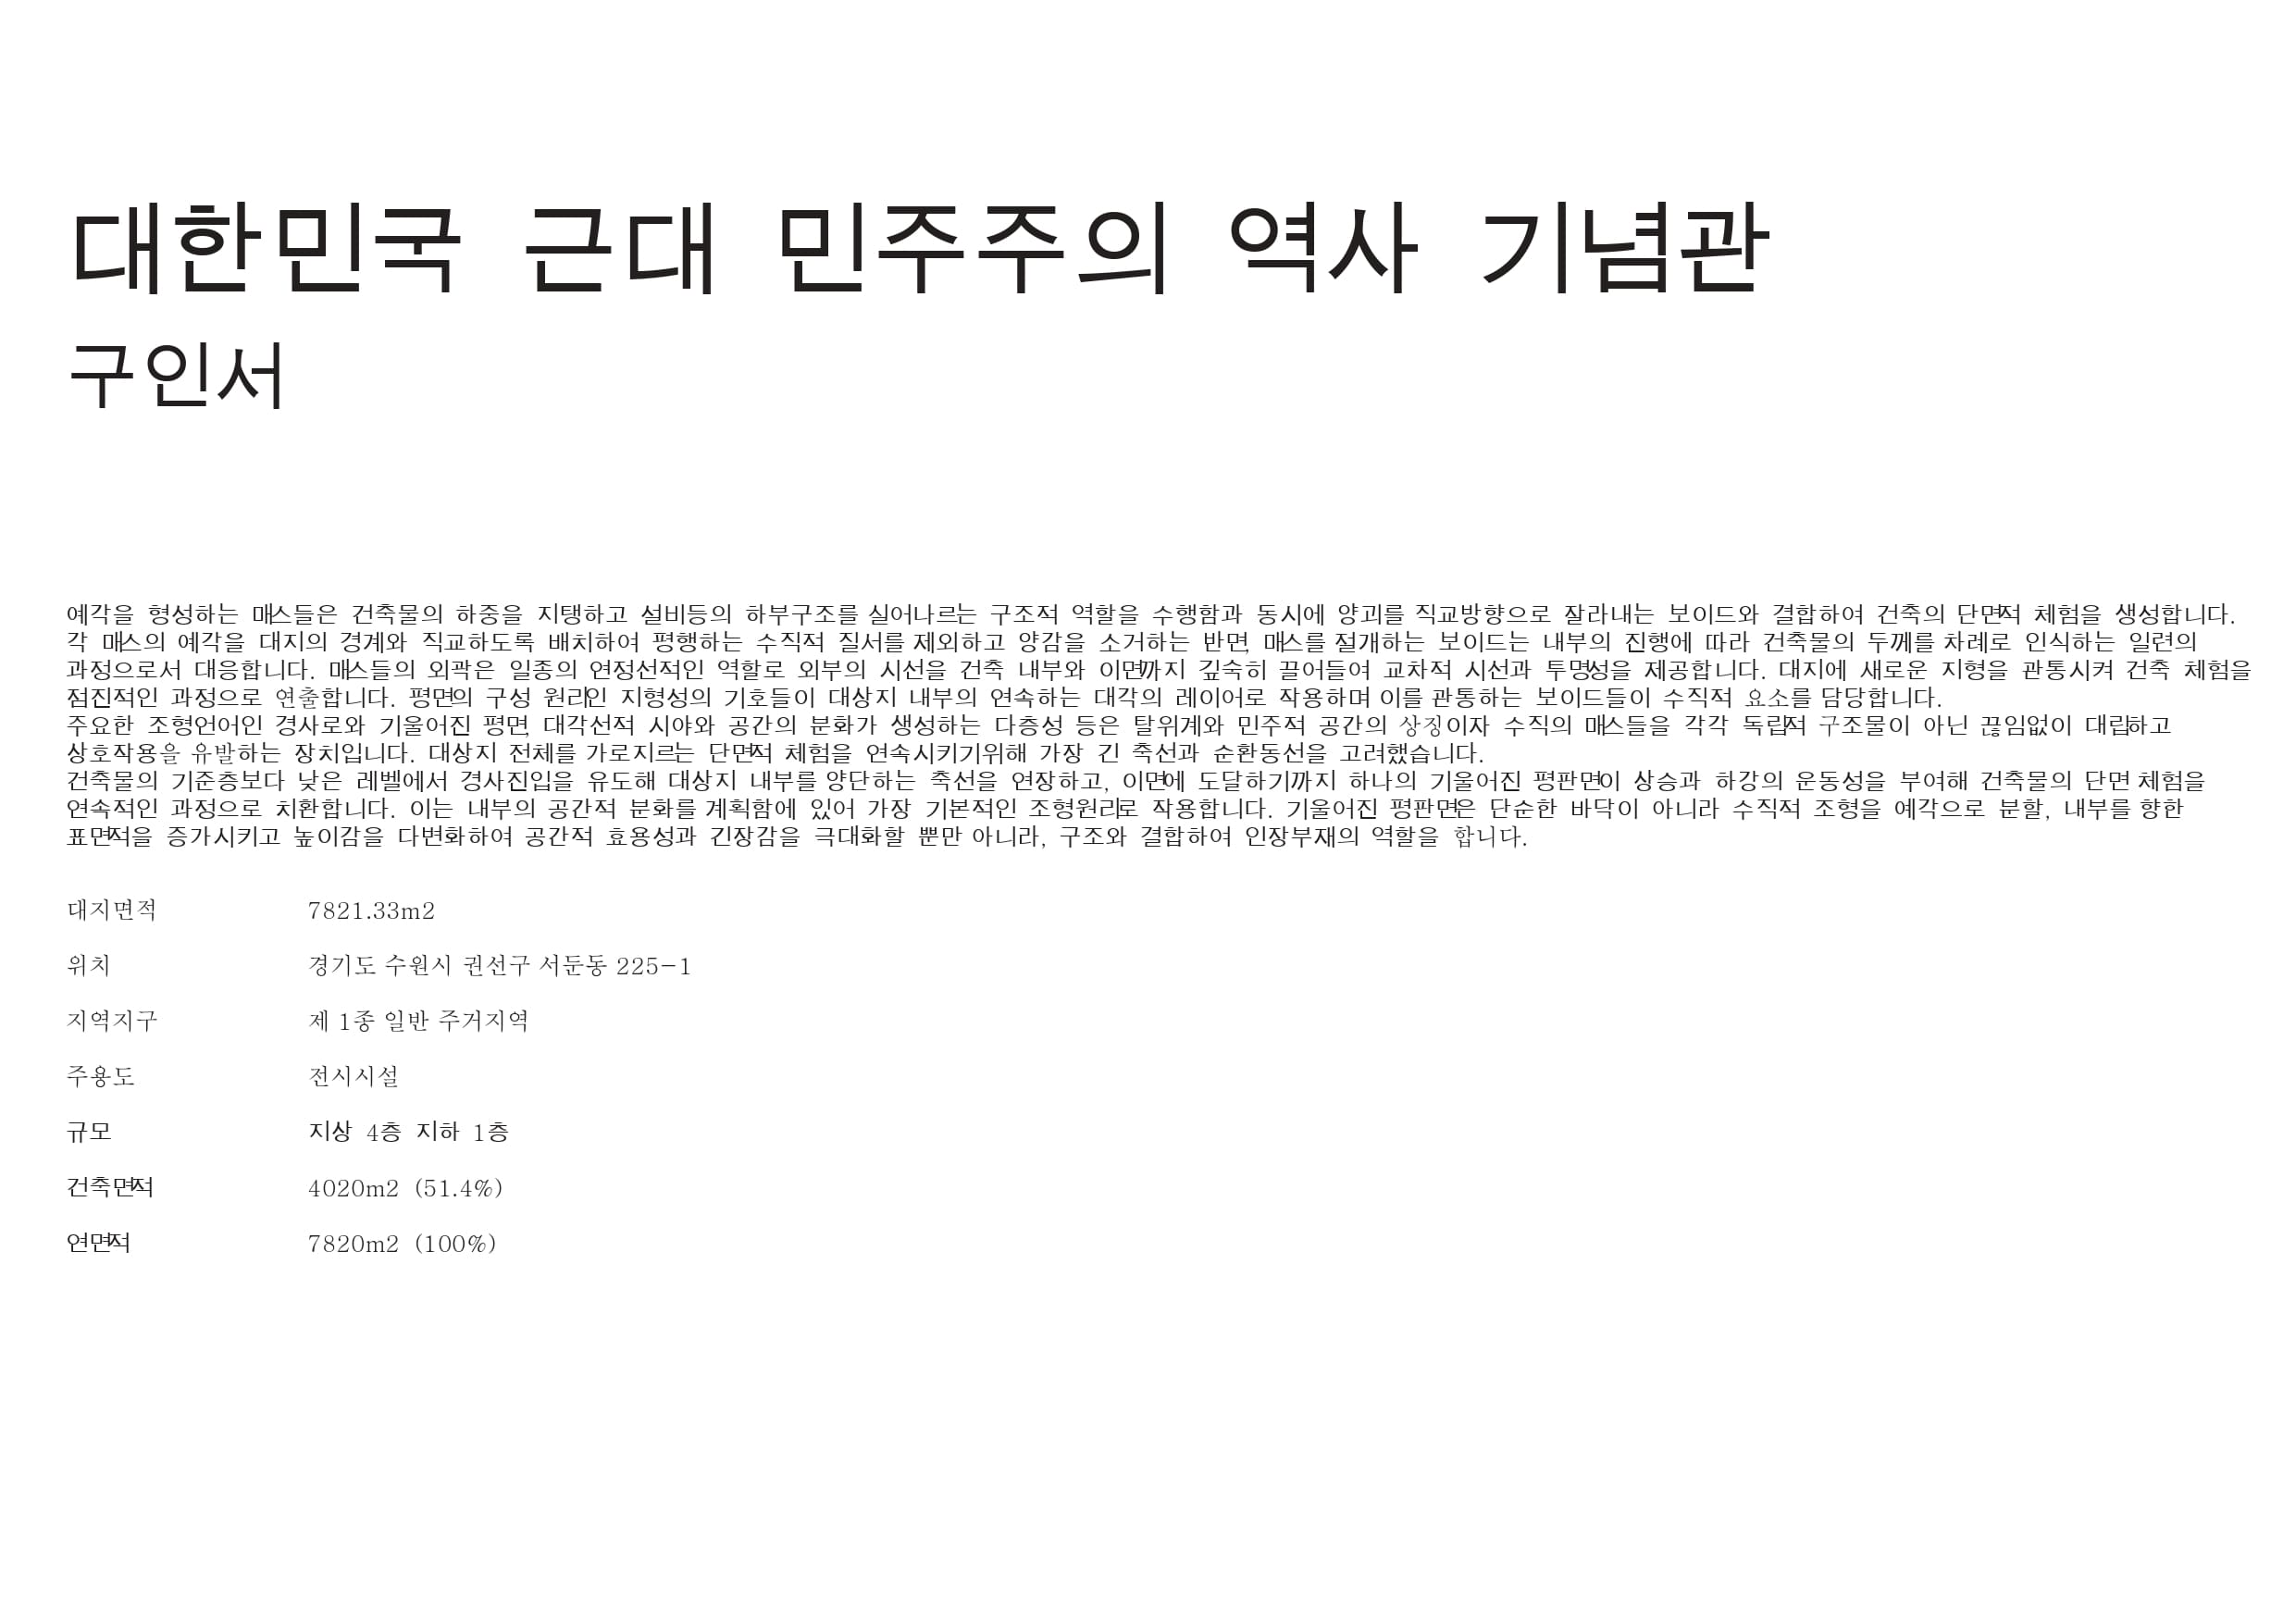 대한민국 근대 민주주의 역사 기념관
구인서
예각을 형성하는 매스들은 건축물의 하중을 지탱하고 설비등의 하부구조를 실어나르는 구조적 역할을 수행함과 동시에 양괴를 직교방향으로 잘라내는 보이드와 결합하여 건축의 단면적 체험을 생성합니다.
각 매스의 예각을 대지의 경계와 직교하도록 배치하여 평행하는 수직적 질서를 제외하고 양감을 소거하는 반면, 매스를 절개하는 보이드는 내부의 진행에 따라 건축물의 두께를 차례로 인식하는 일련의
과정으로서 대응합니다. 매스들의 외곽은 일종의 연정선적인 역할로 외부의 시선을 건축 내부와 이면까지 깊숙히 끌어들여 교차적 시선과 투명성을 제공합니다. 대지에 새로운 지형을 관통시켜 건축 체험을
점진적인 과정으로 연출합니다. 평면의 구성 원리인 지형성의 기호들이 대상지 내부의 연속하는 대각의 레이어로 작용하며 이를 관통하는 보이드들이 수직적 요소를 담당합니다.
주요한 조형언어인 경사로와 기울어진 평면, 대각선적 시야와 공간의 분화가 생성하는 다층성 등은 탈위계와 민주적 공간의 상징이자 수직의 매스들을 각각 독립적 구조물이 아닌 끊임없이 대립하고
상호작용을 유발하는 장치입니다. 대상지 전체를 가로지르는 단면적 체험을 연속시키기위해 가장 긴 축선과 순환동선을 고려했습니다.
건축물의 기준층보다 낮은 레벨에서 경사진입을 유도해 대상지 내부를 양단하는 축선을 연장하고, 이면에 도달하기까지 하나의 기울어진 평판면이 상승과 하강의 운동성을 부여해 건축물의 단면 체험을
연속적인 과정으로 치환합니다. 이는 내부의 공간적 분화를 계획함에 있어 가장 기본적인 조형원리로 작용합니다. 기울어진 평판면은 단순한 바닥이 아니라 수직적 조형을 예각으로 분할, 내부를 향한
표면적을 증가시키고 높이감을 다변화하여 공간적 효용성과 긴장감을 극대화할 뿐만 아니라, 구조와 결합하여 인장부재의 역할을 합니다.
대지면적 7821.33m2
위치 경기도 수원시 권선구 서둔동 225-1
지역지구 제 1종 일반 주거지역
주용도 전시시설
규모 지상 4층 지하 1층
건축면적 4020m2 (51.4%)
연면적 7820m2 (100%)